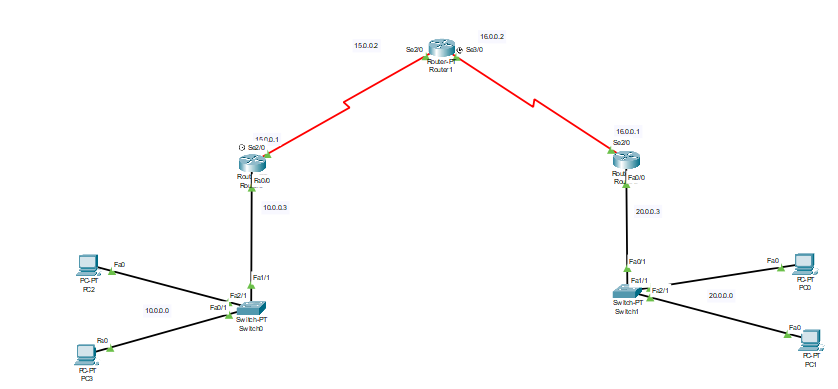 16.0.0.2
15.0.0.2
Se2/0
Se3/0
Router-PT
Router1
15.0.0.1
Se2/0
Fa0/0
10.0.0.3
16.0.0.1
Se2/0
Fa0/0
20.0.0.3
Fa0
PC-PT
PC2
Fa1/1
Fa2/1
Fa0/1
10.0.0.0
Switch-PT
Switch0
Fa0
PC-PT
PC3
Fa0/1
Fa1/1
Fa2/1
Switch-PT
Switch1
Fa0
PC-PT
PC0
20.0.0.0
Fa0
PC-PT
PC1